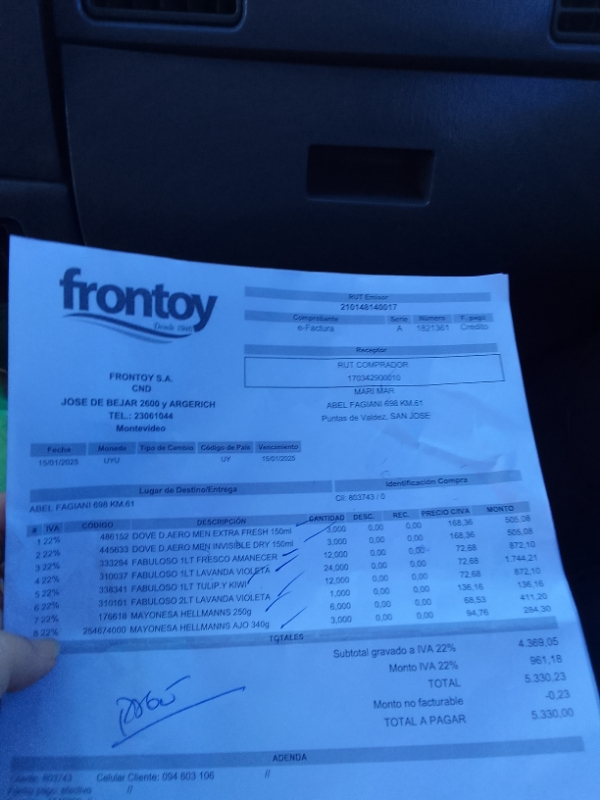 frontoy
Desde 1945
RUT Emisor
210148140017
Comprobante Serie Número F. pago
e-Factura A 1821361 Crédito
Receptor
RUT COMPRADOR
170342900010
MARI MAR
ABEL FAGIANI 698 KM.61
Puntas de Valdez, SAN JOSE
FRONTOY S.A.
CND
JOSE DE BEJAR 2600 y ARGERICH
TEL.: 23061044
Montevideo
Fecha Moneda Tipo de Cambio Código de País Vencimiento
15/01/2025 UYU UY 15/01/2025
Lugar de Destino/Entrega Identificación Compra
ABEL FAGIANI 698 KM.61 CI: 803743 / 0
# IVA CÓDIGO DESCRIPCIÓN CANTIDAD DESC. REC. PRECIO C/IVA MONTO
1 22% 486152 DOVE D.AERO MEN EXTRA FRESH 150ml 3,000 0,00 0,00 168,36 505,08
2 22% 445633 DOVE D.AERO MEN INVISIBLE DRY 150ml 3,000 0,00 0,00 168,36 505,08
3 22% 333294 FABULOSO 1LT FRESCO AMANECER 12,000 0,00 0,00 72,68 872,10
4 22% 310037 FABULOSO 1LT LAVANDA VIOLETA 24,000 0,00 0,00 72,68 1.744,21
5 22% 338341 FABULOSO 1LT TULIP.Y KIWI 12,000 0,00 0,00 72,68 872,10
6 22% 310101 FABULOSO 2LT LAVANDA VIOLETA 1,000 0,00 0,00 136,16 136,16
7 22% 176618 MAYONESA HELLMANNS 250g 6,000 0,00 0,00 68,53 411,20
8 22% 254674000 MAYONESA HELLMANNS AJO 340g 3,000 0,00 0,00 94,76 284,30
TOTALES
Subtotal gravado a IVA 22% 4.369,05
Monto IVA 22% 961,18
TOTAL 5.330,23
Monto no facturable -0,23
TOTAL A PAGAR 5.330,00
ADENDA
Cliente: 803743 Celular Cliente: 094 603 106 //
Forma pago: efectivo //